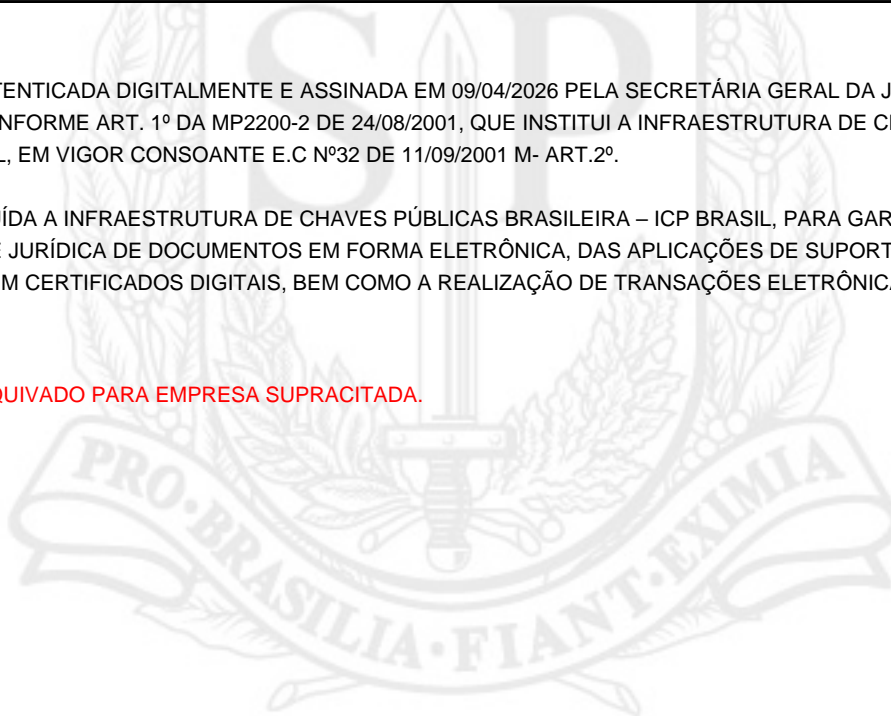 SP
TENTICADA DIGITALMENTE E ASSINADA EM 09/04/2026 PELA SECRETÁRIA GERAL DA J
NFORME ART. 1º DA MP2200-2 DE 24/08/2001, QUE INSTITUI A INFRAESTRUTURA DE C
L, EM VIGOR CONSOANTE E.C Nº32 DE 11/09/2001 M- ART.2º.
UÍDA A INFRAESTRUTURA DE CHAVES PÚBLICAS BRASILEIRA – ICP BRASIL, PARA GAR
E JURÍDICA DE DOCUMENTOS EM FORMA ELETRÔNICA, DAS APLICAÇÕES DE SUPORT
M CERTIFICADOS DIGITAIS, BEM COMO A REALIZAÇÃO DE TRANSAÇÕES ELETRÔNICA
QUIVADO PARA EMPRESA SUPRACITADA.
PRO·BRASILIA·FIANT·EXIMIA